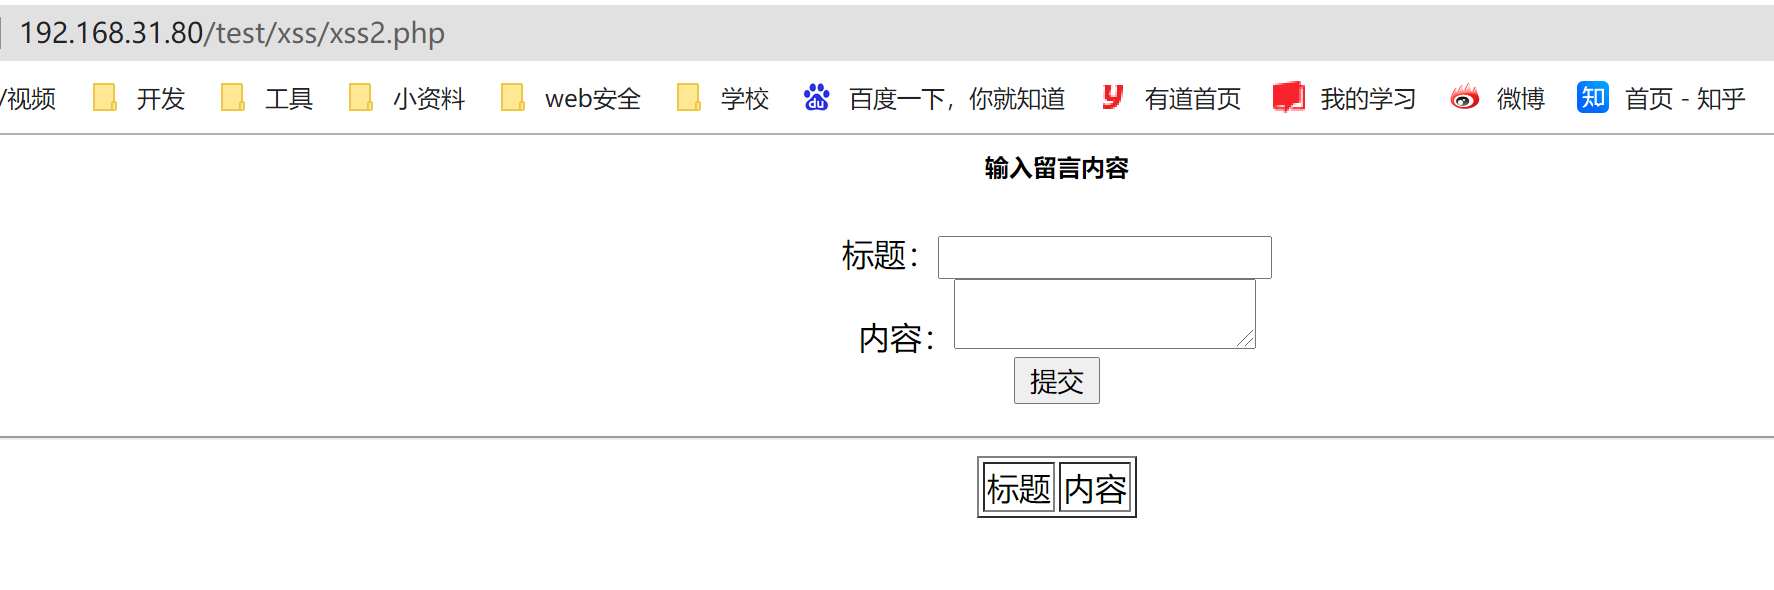 192.168.31.80/test/xss/xss2.php
/视频 开发 工具 小资料 web安全 学校 百度一下，你就知道 有道首页 我的学习 微博 首页 - 知乎
输入留言内容
标题：
内容：
提交
标题 内容